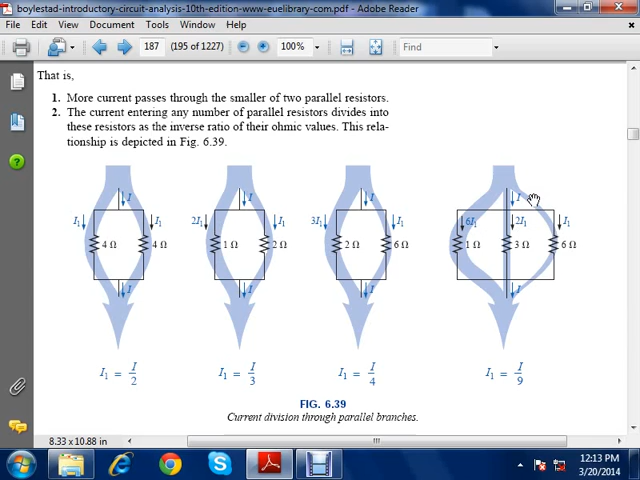 boylestad-introductory-circuit-analysis-10th-edition-www-euelibrary-com.pdf - Adobe Reader
File Edit View Document Tools Window Help
187 (195 of 1227) 100% Find
That is,
1. More current passes through the smaller of two parallel resistors.
2. The current entering any number of parallel resistors divides into
these resistors as the inverse ratio of their ohmic values. This rela-
tionship is depicted in Fig. 6.39.
I I I I
I₁ I₁ 2I₁ I₁ 3I₁ I₁ 6I₁ 2I₁ I₁
4 Ω 4 Ω 1 Ω 2 Ω 2 Ω 6 Ω 1 Ω 3 Ω 6 Ω
I I I I
I₁ = I/2 I₁ = I/3 I₁ = I/4 I₁ = I/9
FIG. 6.39
Current division through parallel branches.
8.33 x 10.88 in
12:13 PM
3/20/2014